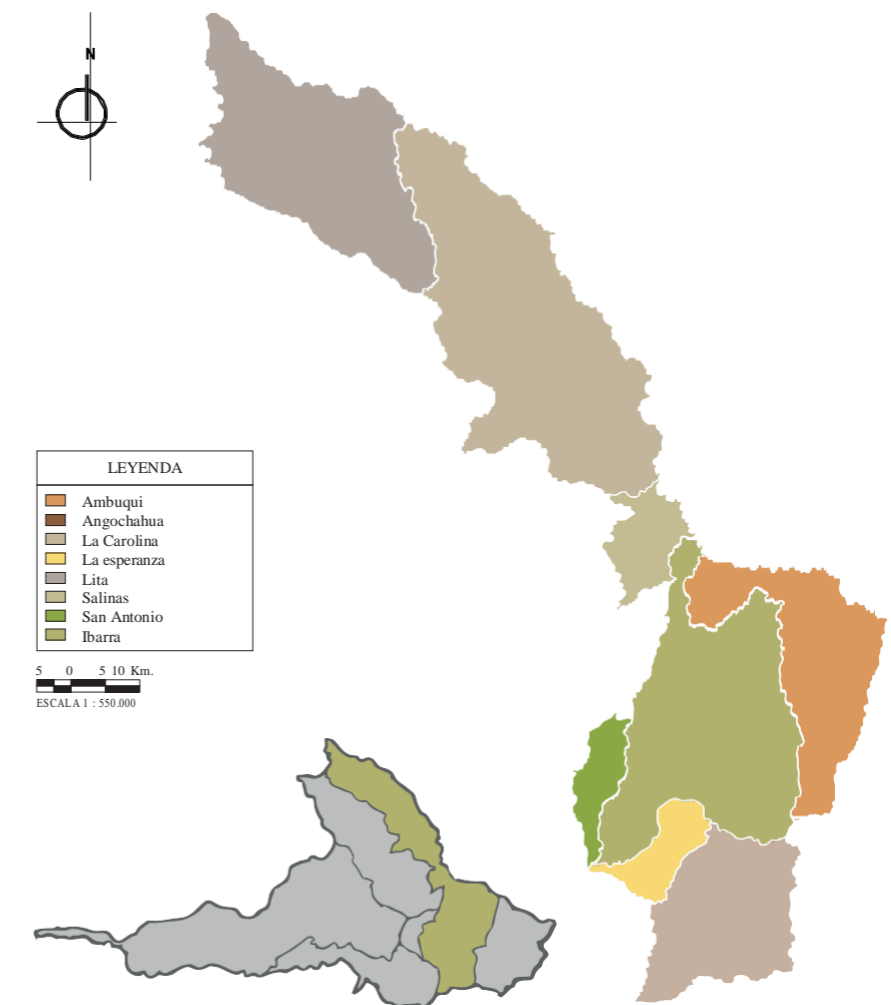 N
LEYENDA
Ambuqui
Angochahua
La Carolina
La esperanza
Lita
Salinas
San Antonio
Ibarra
5 0 5 10 Km.
ESCALA 1 : 550.000